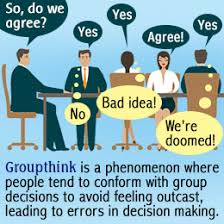 So, do we
agree?
Yes
Yes
Agree!
Yes
No
Bad idea!
We're
doomed!
Groupthink is a phenomenon where
people tend to conform with group
decisions to avoid feeling outcast,
leading to errors in decision making.